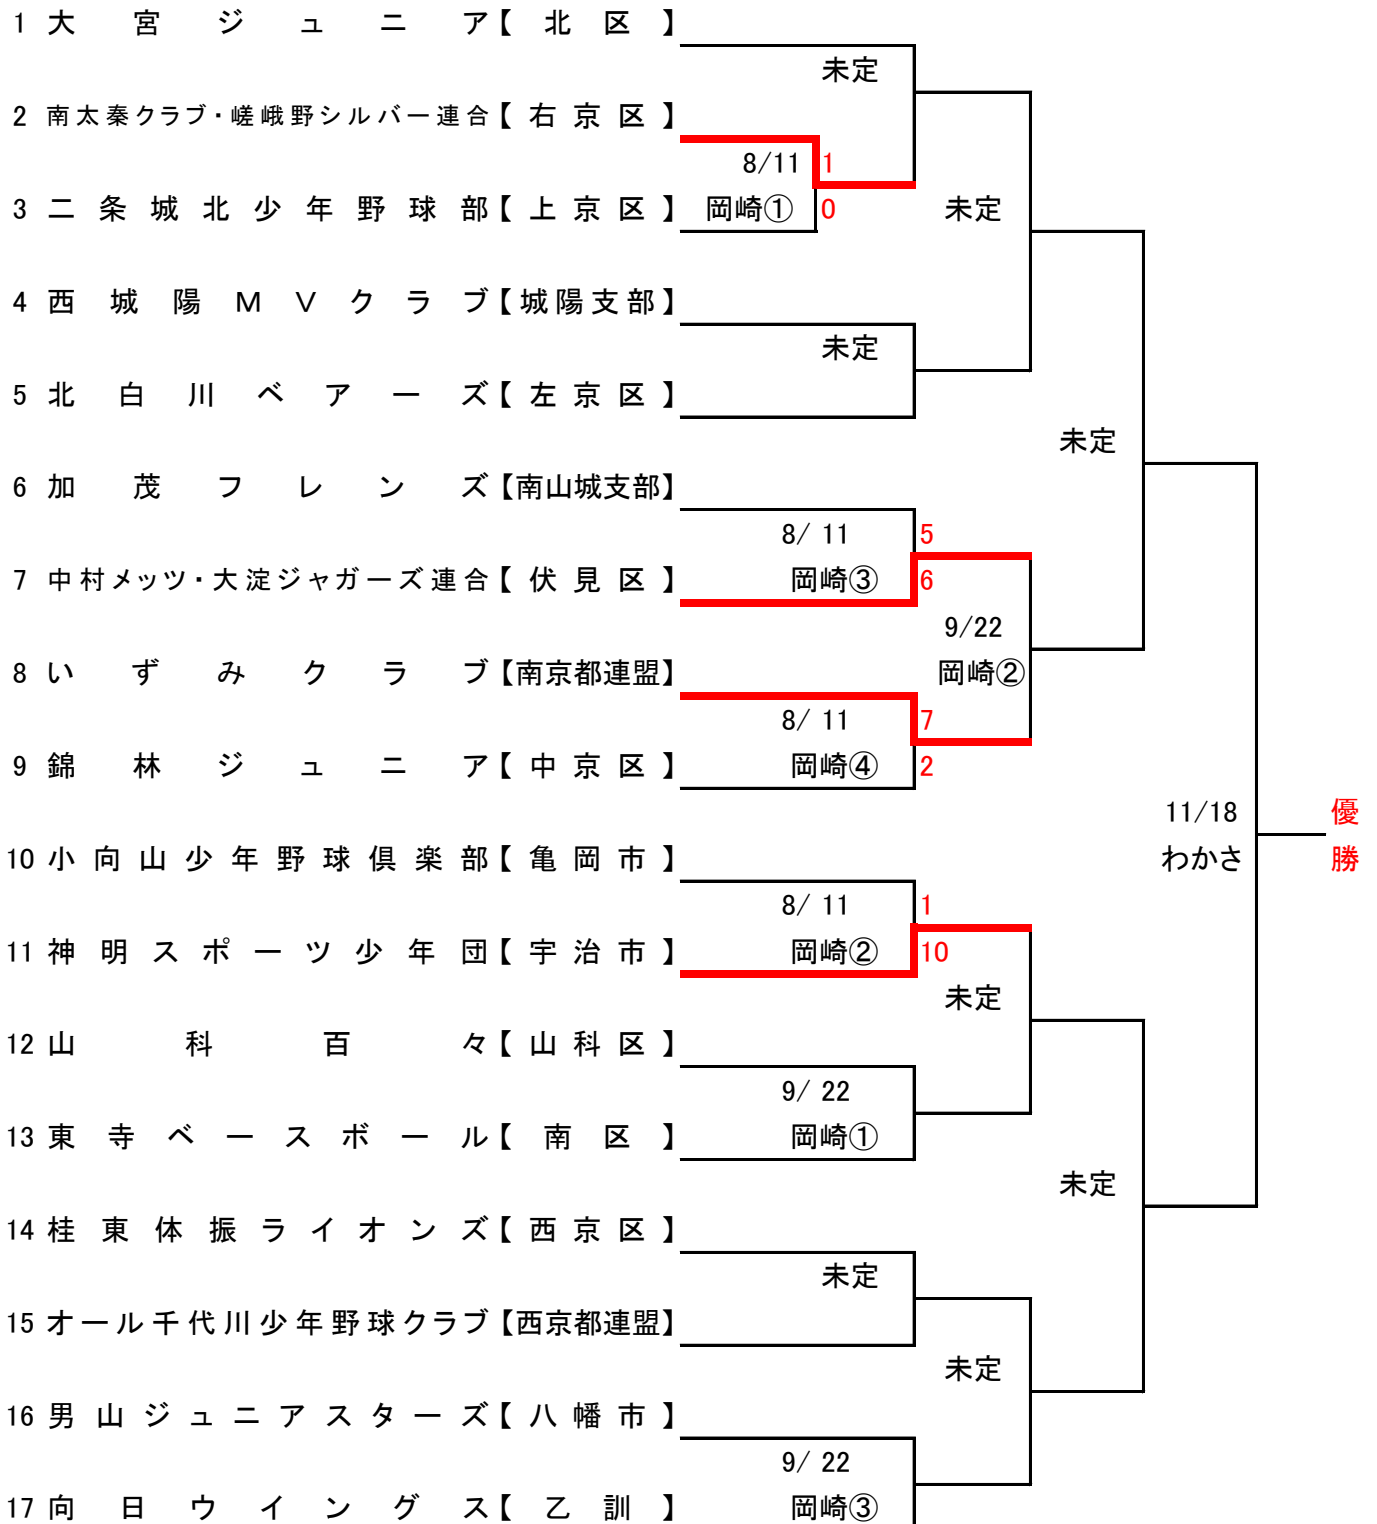 1 大宮ジュニア【北区】
未定
2 南太秦クラブ・嵯峨野シルバー連合【右京区】
8/11 1
3 二条城北少年野球部【上京区】 岡崎① 0 未定
4 西城陽MVクラブ【城陽支部】
未定
5 北白川ベアーズ【左京区】
未定
6 加茂フレンズ【南山城支部】
8/ 11 5
7 中村メッツ・大淀ジャガーズ連合【伏見区】 岡崎③ 6
9/22
8 いずみクラブ【南京都連盟】 岡崎②
8/ 11 7
9 錦林ジュニア【中京区】 岡崎④ 2
11/18 優
10 小向山少年野球倶楽部【亀岡市】 わかさ 勝
8/ 11 1
11 神明スポーツ少年団【宇治市】 岡崎② 10
未定
12 山科百々【山科区】
9/ 22
13 東寺ベースボール【南区】 岡崎①
未定
14 桂東体振ライオンズ【西京区】
未定
15 オール千代川少年野球クラブ【西京都連盟】
未定
16 男山ジュニアスターズ【八幡市】
9/ 22
17 向日ウイングス【乙訓】 岡崎③